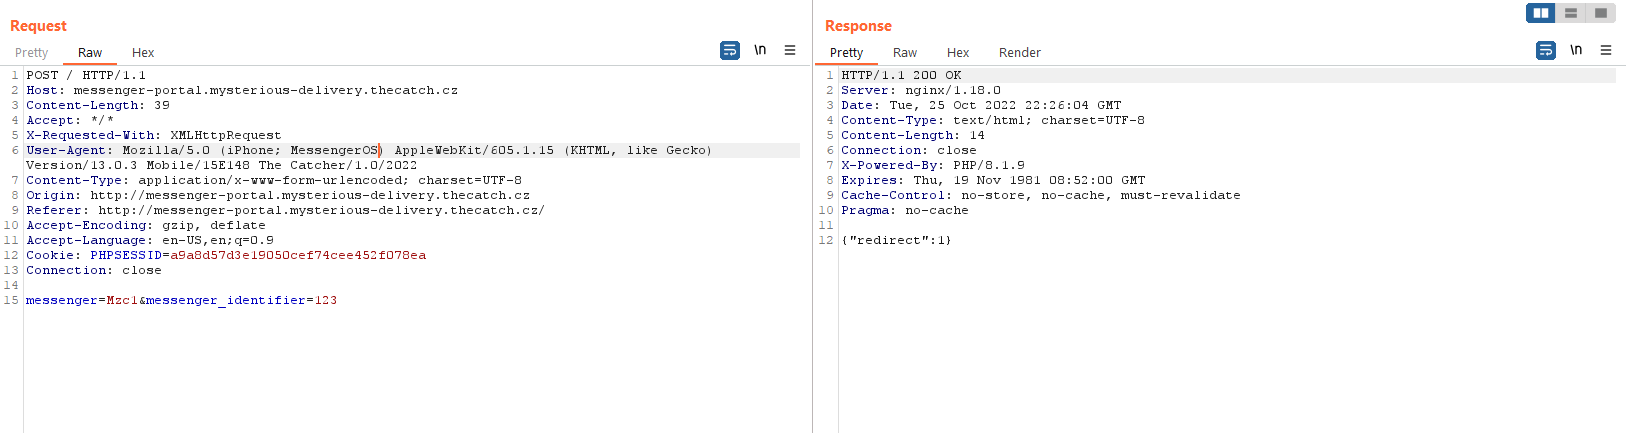 Request
Pretty Raw Hex \n
1 POST / HTTP/1.1
2 Host: messenger-portal.mysterious-delivery.thecatch.cz
3 Content-Length: 39
4 Accept: */*
5 X-Requested-With: XMLHttpRequest
6 User-Agent: Mozilla/5.0 (iPhone; MessengerOS) AppleWebKit/605.1.15 (KHTML, like Gecko)
Version/13.0.3 Mobile/15E148 The Catcher/1.0/2022
7 Content-Type: application/x-www-form-urlencoded; charset=UTF-8
8 Origin: http://messenger-portal.mysterious-delivery.thecatch.cz
9 Referer: http://messenger-portal.mysterious-delivery.thecatch.cz/
10 Accept-Encoding: gzip, deflate
11 Accept-Language: en-US,en;q=0.9
12 Cookie: PHPSESSID=a9a8d57d3e19050cef74cee452f078ea
13 Connection: close
14
15 messenger=Mzc1&messenger_identifier=123
Response
Pretty Raw Hex Render \n
1 HTTP/1.1 200 OK
2 Server: nginx/1.18.0
3 Date: Tue, 25 Oct 2022 22:26:04 GMT
4 Content-Type: text/html; charset=UTF-8
5 Content-Length: 14
6 Connection: close
7 X-Powered-By: PHP/8.1.9
8 Expires: Thu, 19 Nov 1981 08:52:00 GMT
9 Cache-Control: no-store, no-cache, must-revalidate
10 Pragma: no-cache
11
12 {"redirect":1}